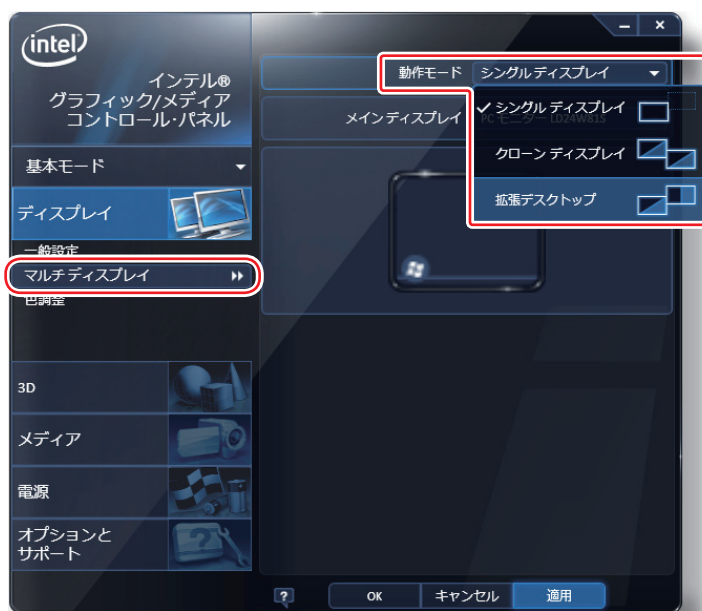 intel
インテル®
グラフィック/メディア
コントロール・パネル
基本モード
ディスプレイ
一般設定
マルチディスプレイ
色調整
3D
メディア
電源
オプションと
サポート
動作モード シングル ディスプレイ
メインディスプレイ PC モニター LD24W81S
✓ シングル ディスプレイ
クローン ディスプレイ
拡張デスクトップ
? OK キャンセル 適用